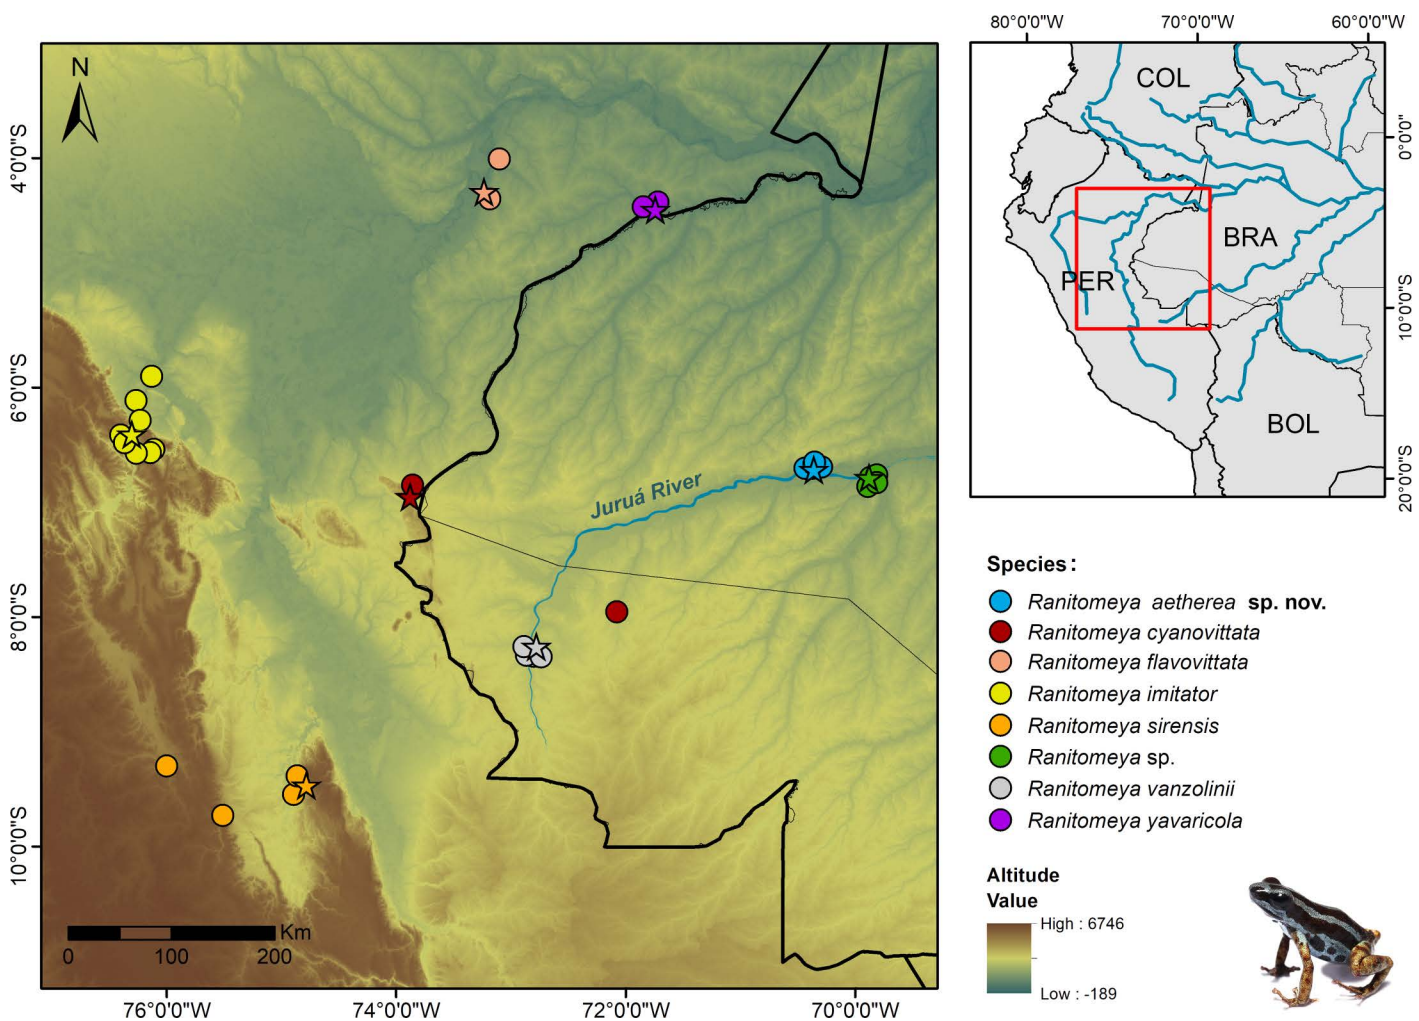 80°0'0"W
70°0'0"W
60°0'0"W
N
COL
4°0'0"S
0°0'0"
BRA
PER
10°0'0"S
6°0'0"S
BOL
Juruá River
20°0'0"S
Species:
8°0'0"S
Ranitomeya aetherea sp. nov.
Ranitomeya cyanovittata
Ranitomeya flavovittata
Ranitomeya imitator
Ranitomeya sirensis
Ranitomeya sp.
Ranitomeya vanzolinii
Ranitomeya yavaricola
10°0'0"S
Altitude
Value
High : 6746
Low : -189
Km
0 100 200
76°0'0"W
74°0'0"W
72°0'0"W
70°0'0"W